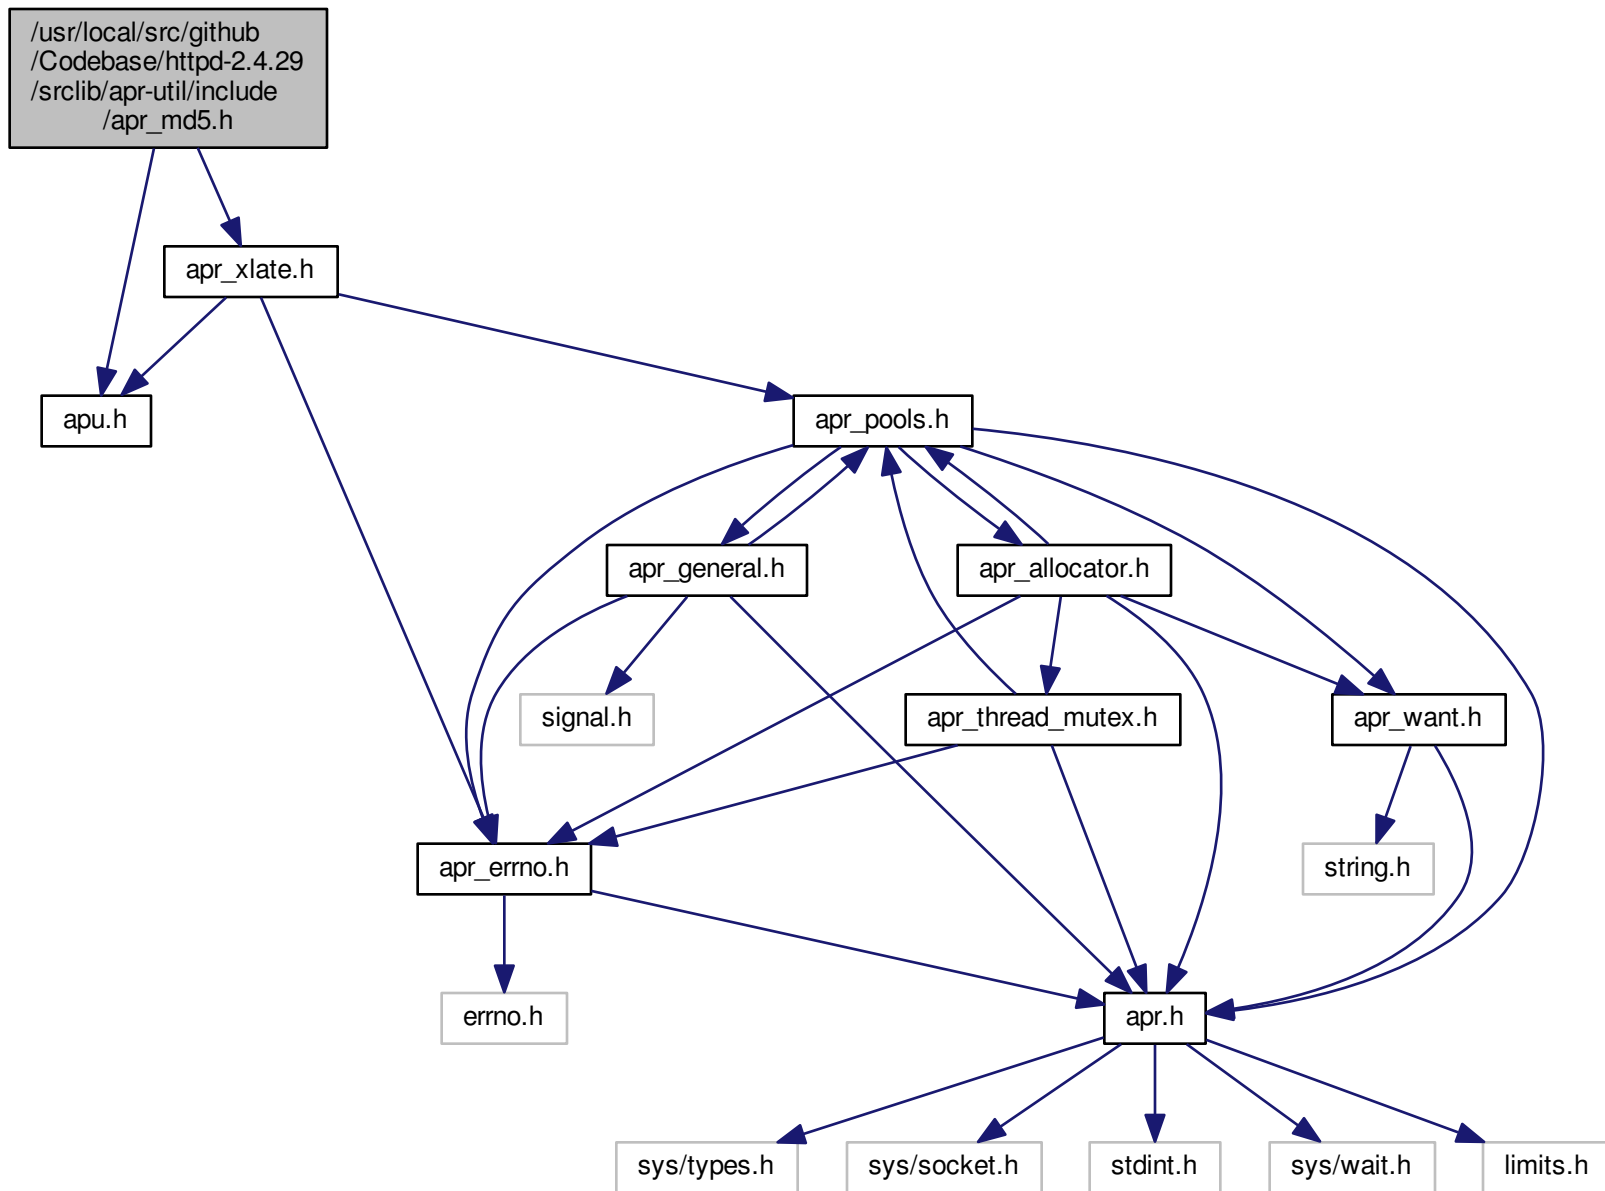 /usr/local/src/github
/Codebase/httpd-2.4.29
/srclib/apr-util/include
/apr_md5.h
apr_xlate.h
apu.h
apr_pools.h
apr_general.h
apr_allocator.h
signal.h
apr_thread_mutex.h
apr_want.h
apr_errno.h
string.h
errno.h
apr.h
sys/types.h
sys/socket.h
stdint.h
sys/wait.h
limits.h